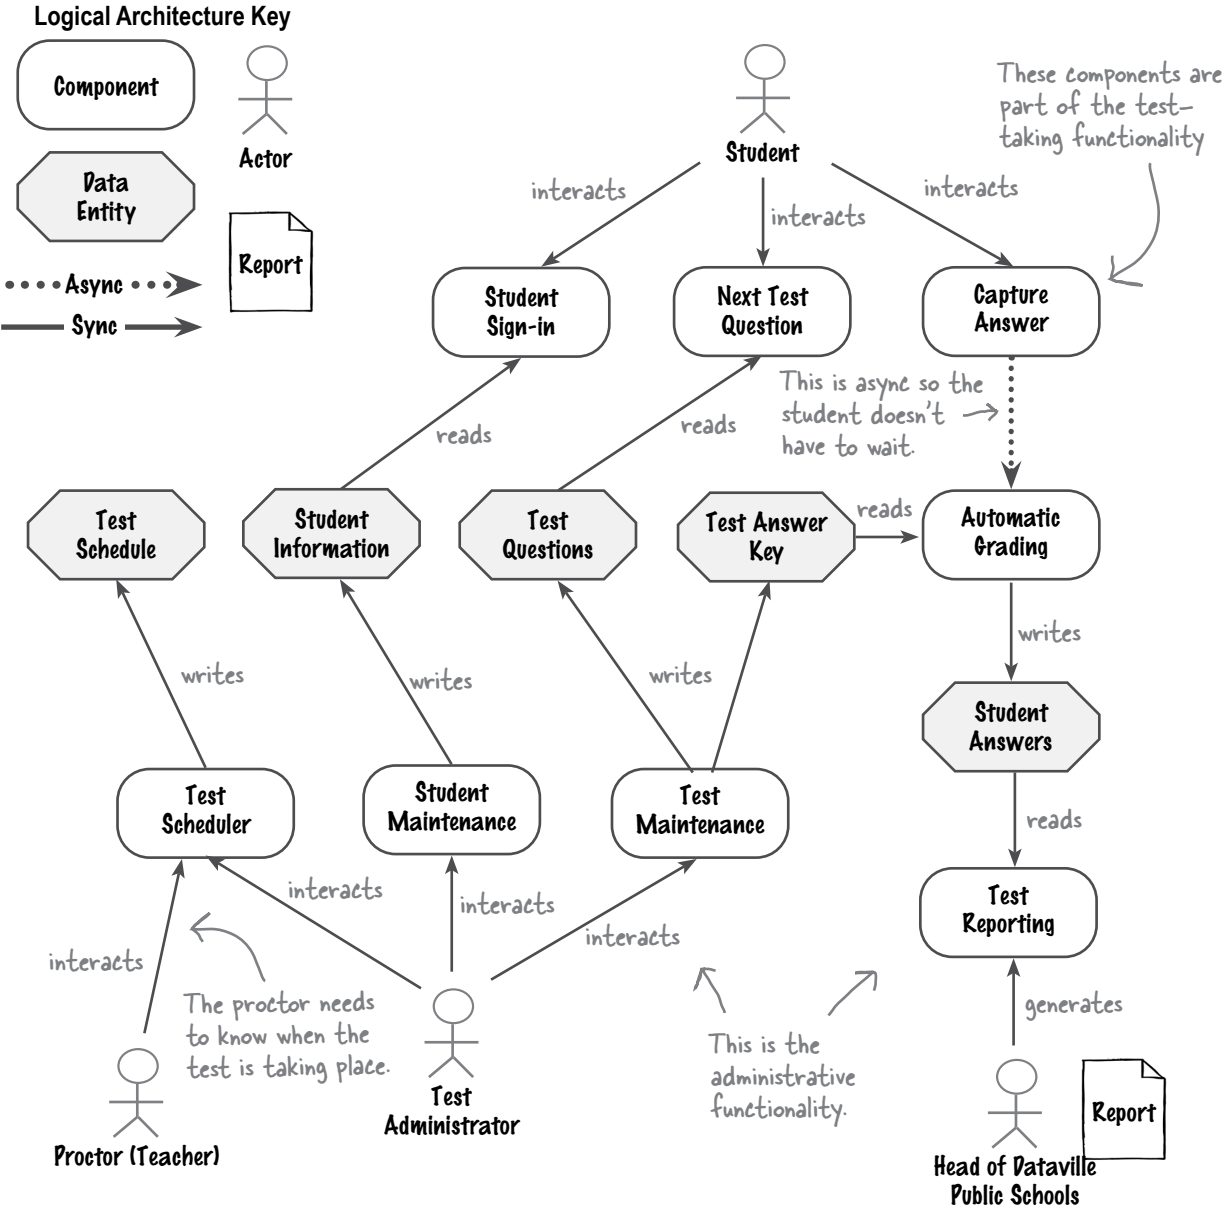 Logical Architecture Key
Component
Actor
Data
Entity
Report
Async
Sync
Student
These components are
part of the test-
taking functionality
interacts
interacts
interacts
Student
Sign-in
Next Test
Question
Capture
Answer
This is async so the
student doesn't
have to wait.
reads
reads
reads
Test
Schedule
Student
Information
Test
Questions
Test Answer
Key
Automatic
Grading
writes
writes
writes
writes
Student
Answers
reads
Test
Scheduler
Student
Maintenance
Test
Maintenance
Test
Reporting
interacts
interacts
interacts
interacts
generates
The proctor needs
to know when the
test is taking place.
This is the
administrative
functionality.
Proctor (Teacher)
Test
Administrator
Report
Head of Dataville
Public Schools